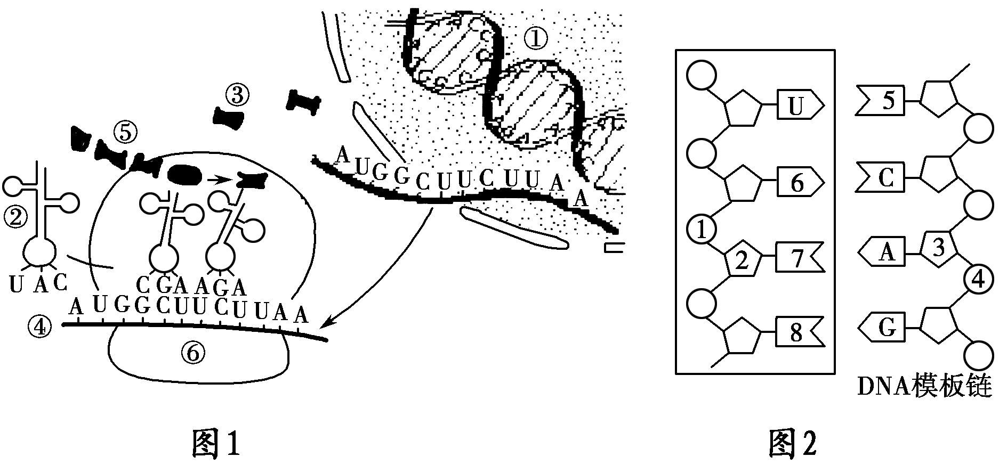 ①
③
⑤
②
A U G G C U U C U U A A
U A C
C G A A G A
A U G G C U U C U U A A
④
⑥
图1
U 5
6 C
1 2 7 A 3
4
8 G
DNA模板链
图2